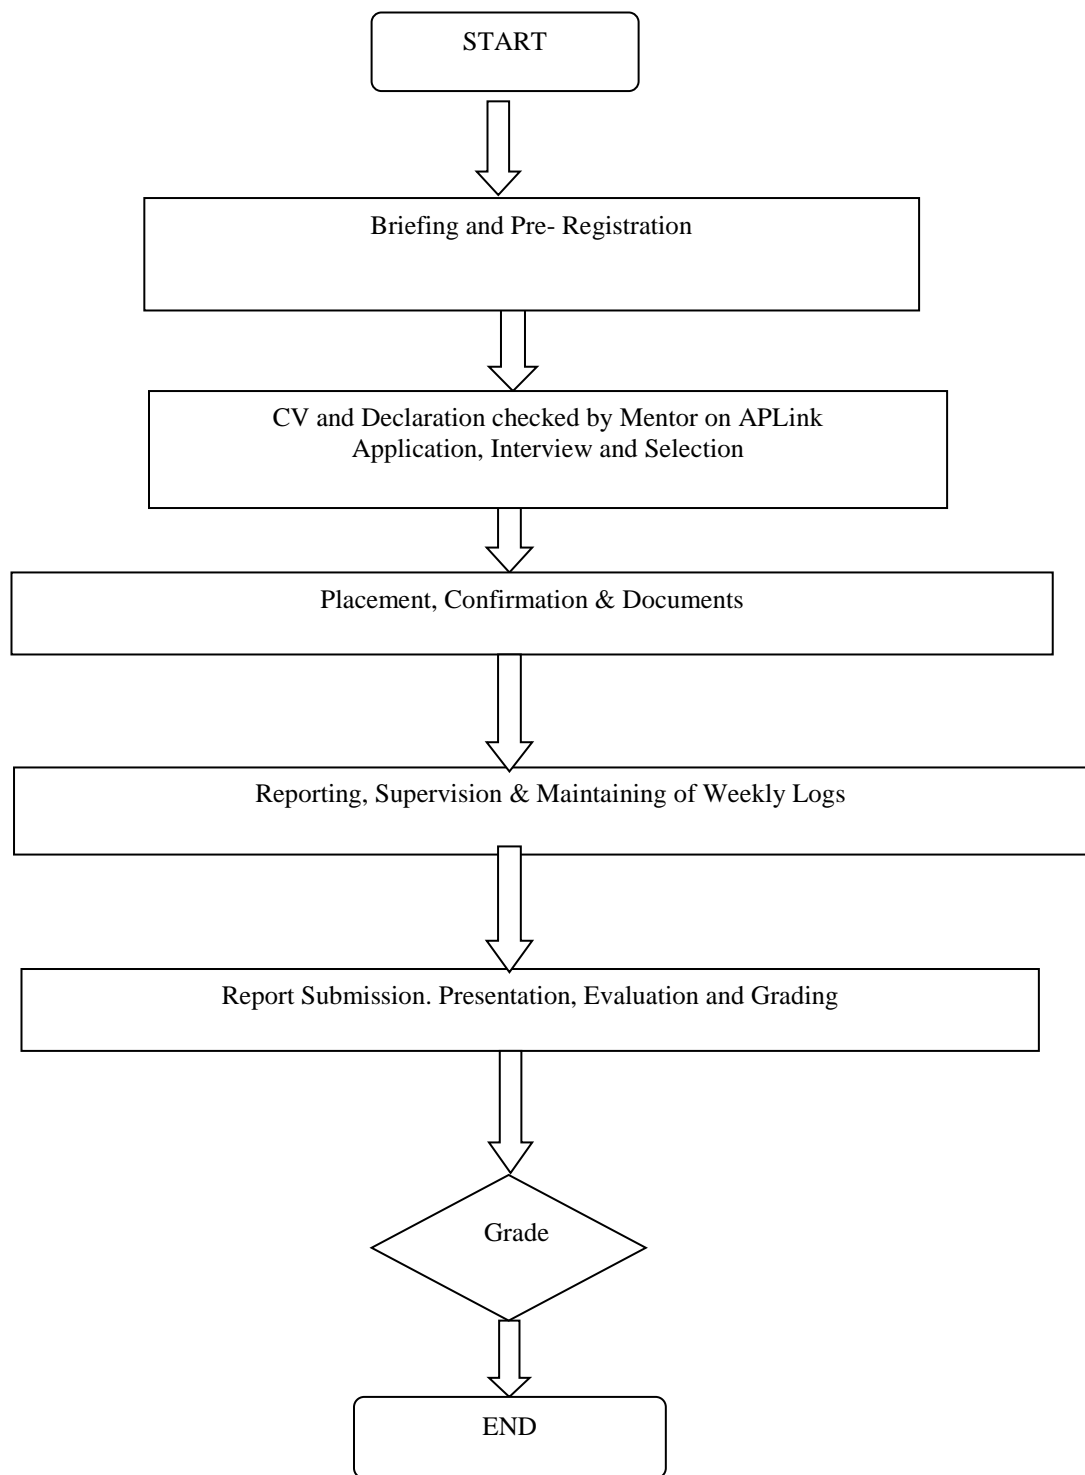 START
Briefing and Pre- Registration
CV and Declaration checked by Mentor on APLink
Application, Interview and Selection
Placement, Confirmation & Documents
Reporting, Supervision & Maintaining of Weekly Logs
Report Submission. Presentation, Evaluation and Grading
Grade
END